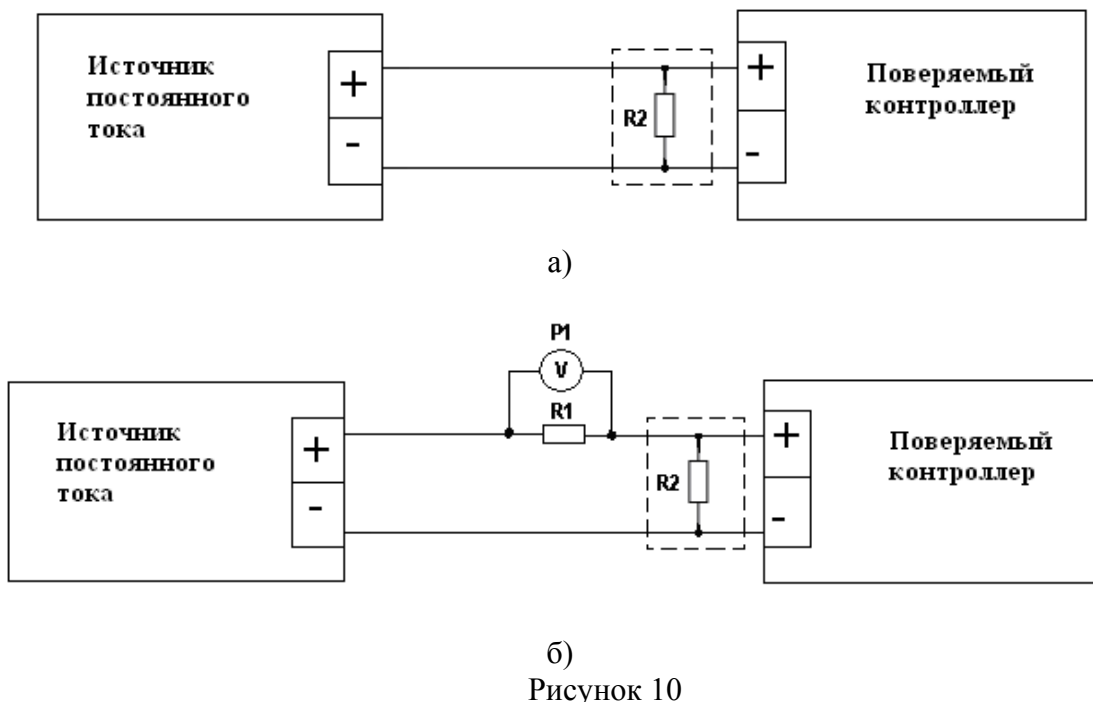 Источник
постоянного
тока
+
-
R2
+
-
Поверяемый
контроллер
а)
P1
V
R1
Источник
постоянного
тока
+
-
R2
+
-
Поверяемый
контроллер
б)
Рисунок 10